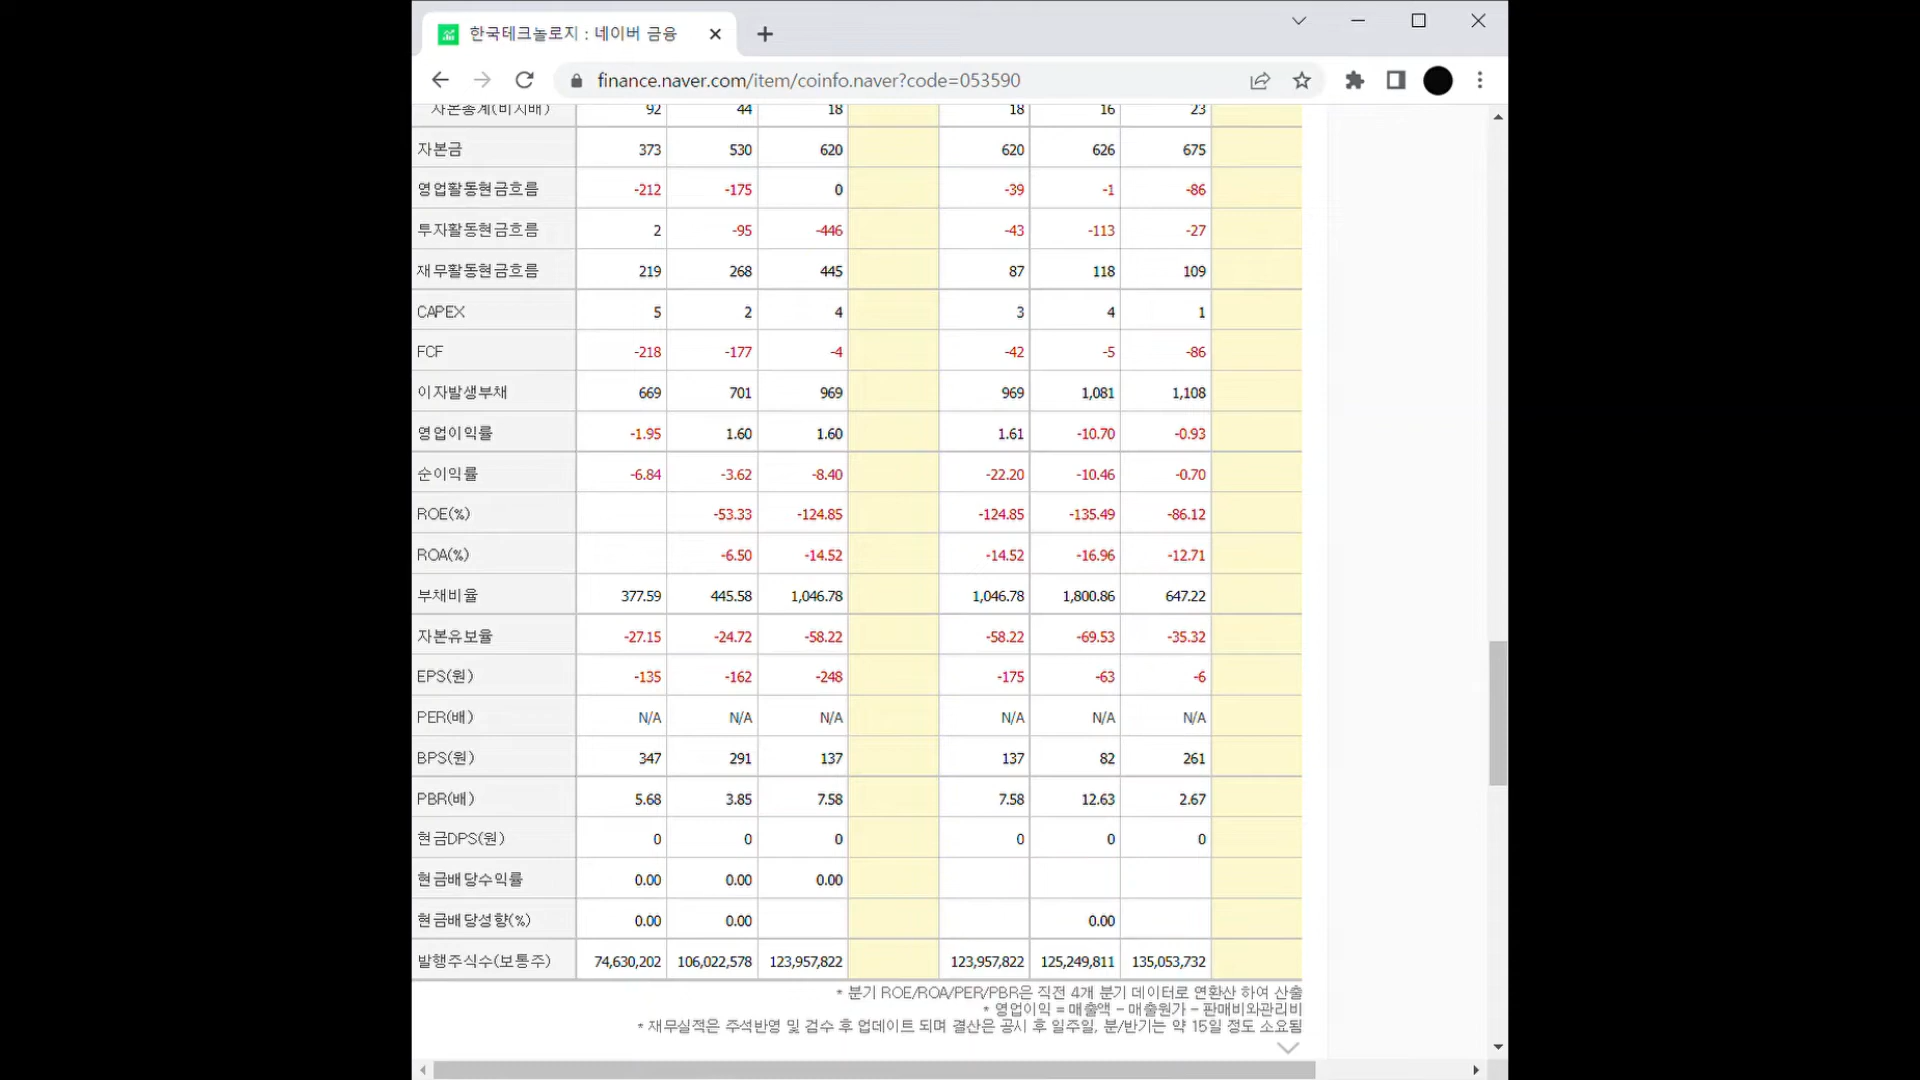 한국테크놀로지 : 네이버 금융
finance.naver.com/item/coinfo.naver?code=053590
자본총계(비지배) 92 44 18 18 16 23
자본금 373 530 620 620 626 675
영업활동현금흐름 -212 -175 0 -39 -1 -86
투자활동현금흐름 2 -95 -446 -43 -113 -27
재무활동현금흐름 219 268 445 87 118 109
CAPEX 5 2 4 3 4 1
FCF -218 -177 -4 -42 -5 -86
이자발생부채 669 701 969 969 1,081 1,108
영업이익률 -1.95 1.60 1.60 1.61 -10.70 -0.93
순이익률 -6.84 -3.62 -8.40 -22.20 -10.46 -0.70
ROE(%) -53.33 -124.85 -124.85 -135.49 -86.12
ROA(%) -6.50 -14.52 -14.52 -16.96 -12.71
부채비율 377.59 445.58 1,046.78 1,046.78 1,800.86 647.22
자본유보율 -27.15 -24.72 -58.22 -58.22 -69.53 -35.32
EPS(원) -135 -162 -248 -175 -63 -6
PER(배) N/A N/A N/A N/A N/A N/A
BPS(원) 347 291 137 137 82 261
PBR(배) 5.68 3.85 7.58 7.58 12.63 2.67
현금DPS(원) 0 0 0 0 0 0
현금배당수익률 0.00 0.00 0.00
현금배당성향(%) 0.00 0.00 0.00
발행주식수(보통주) 74,630,202 106,022,578 123,957,822 123,957,822 125,249,811 135,053,732
* 분기 ROE/ROA/PER/PBR은 직전 4개 분기 데이터로 연환산 하여 산출
* 영업이익 = 매출액 - 매출원가 - 판매비와관리비
* 재무실적은 주석반영 및 검수 후 업데이트 되며 결산은 공시 후 일주일, 분/반기는 약 15일 정도 소요됨